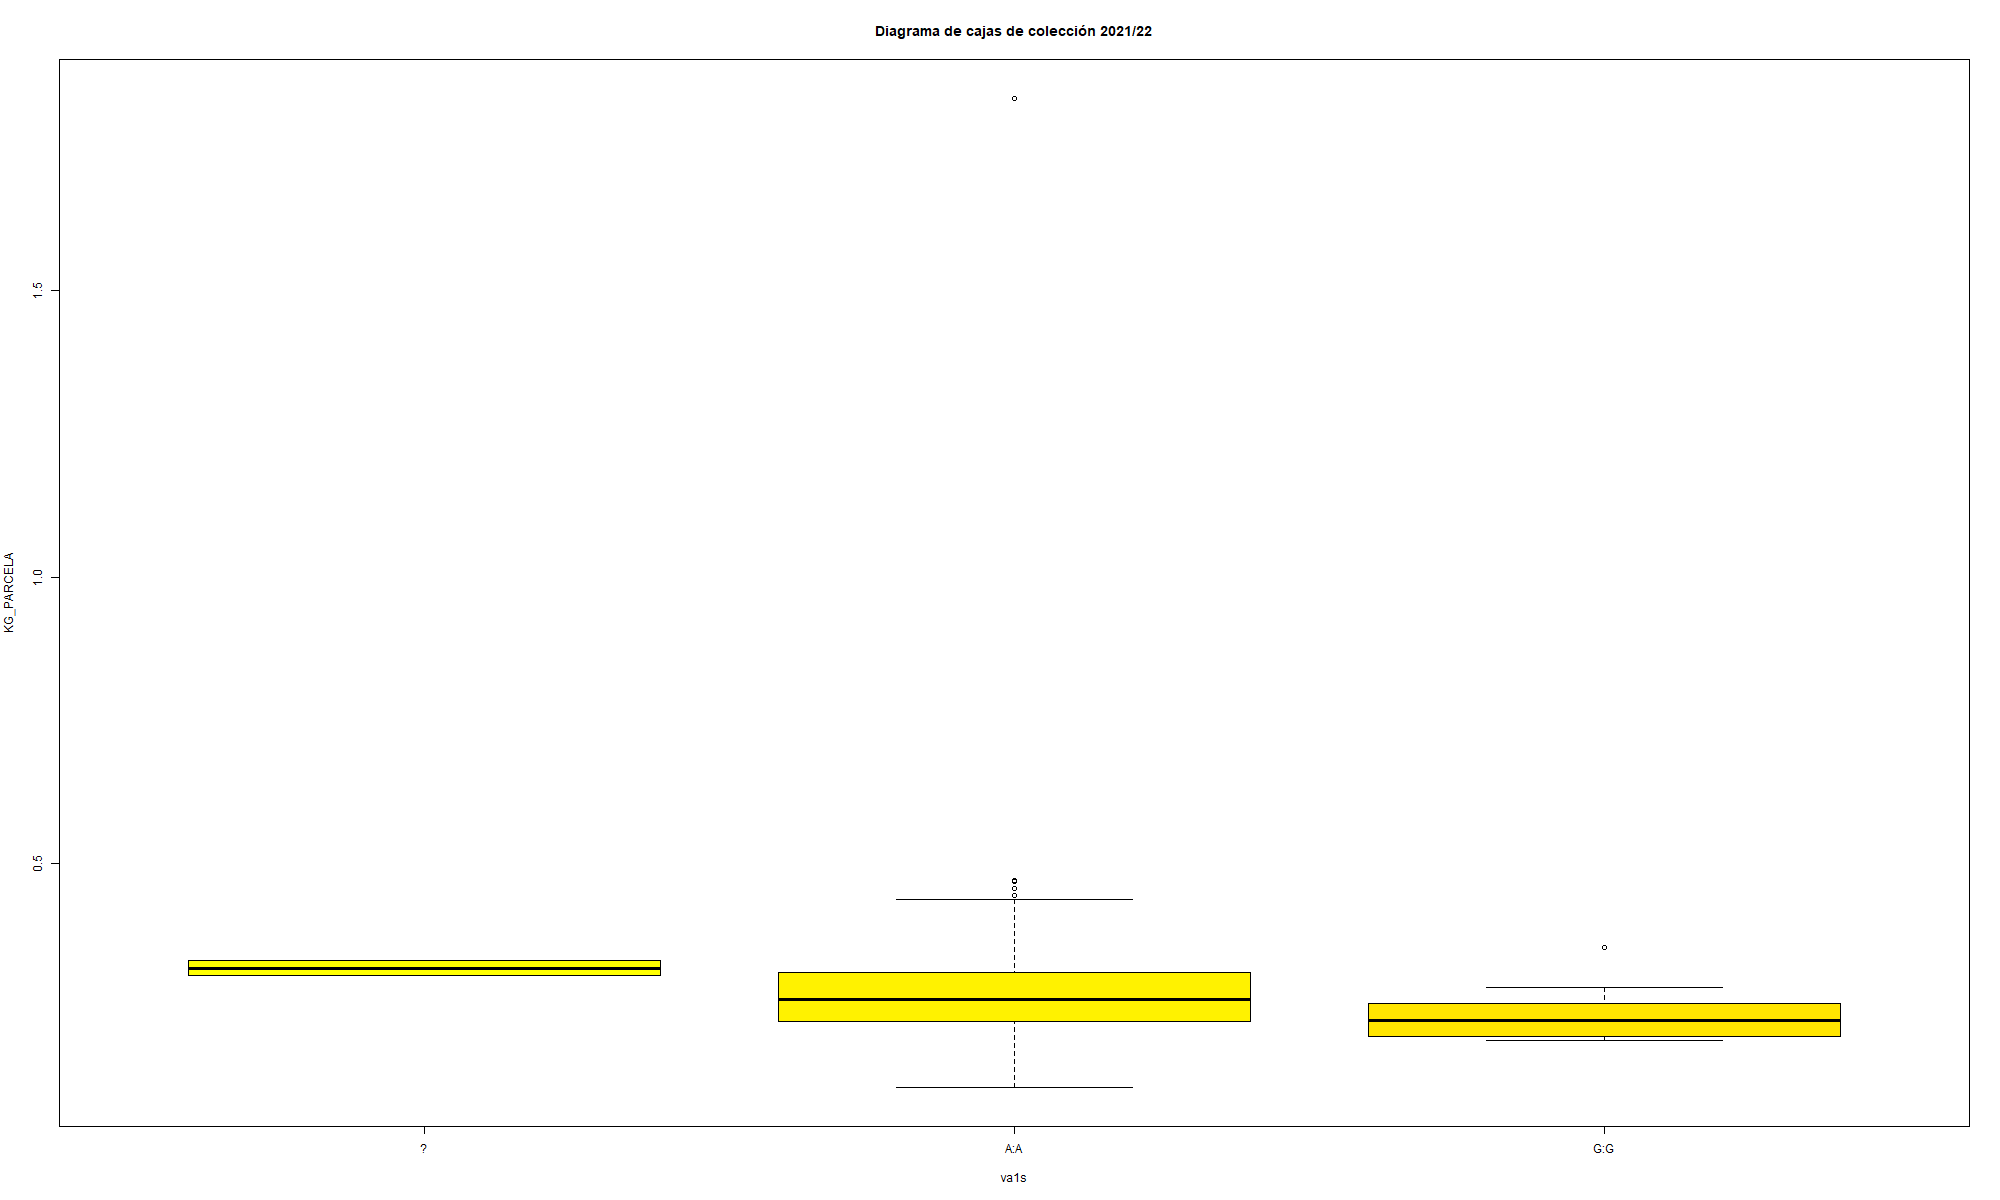 Diagrama de cajas de colección 2021/22
KG_PARCELA
1.5
1.0
0.5
?
A:A
G:G
va1s